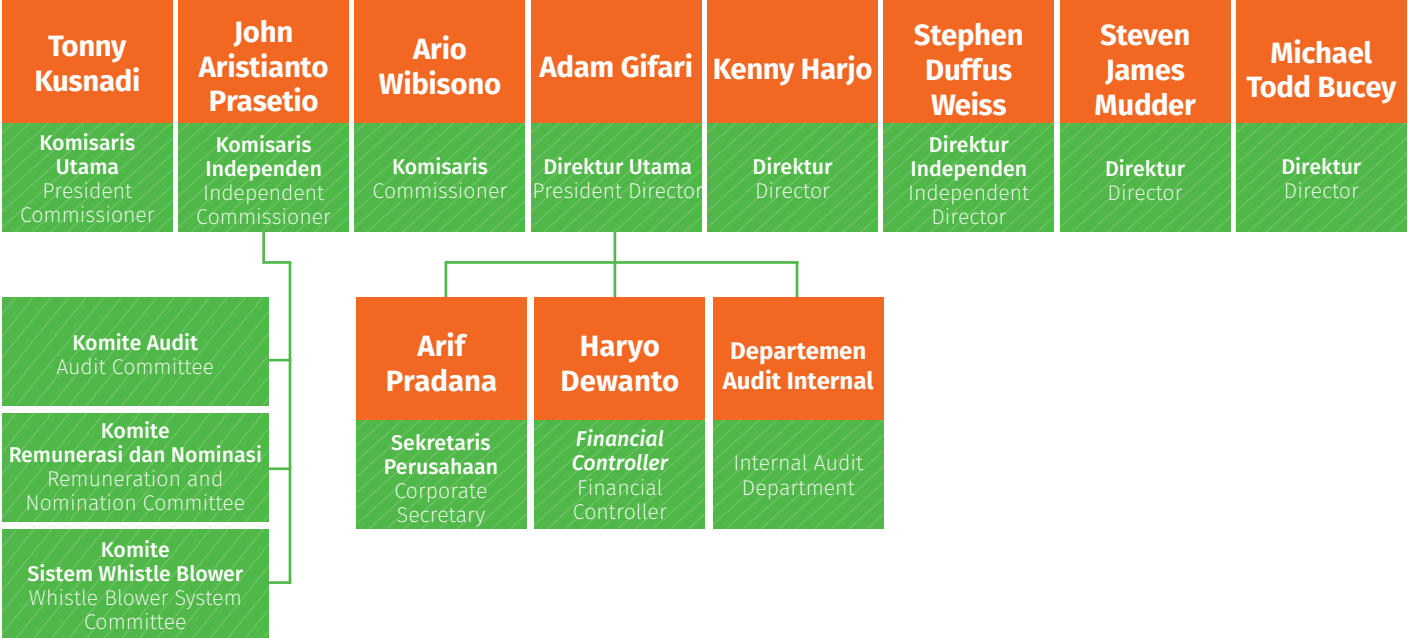 Tonny
Kusnadi
Komisaris
Utama
President
Commissioner
John
Aristianto
Prasetio
Komisaris
Independen
Independent
Commissioner
Ario
Wibisono
Komisaris
Commissioner
Adam Gifari
Direktur Utama
President Director
Kenny Harjo
Direktur
Director
Stephen
Duffus
Weiss
Direktur
Independen
Independent
Director
Steven
James
Mudder
Direktur
Director
Michael
Todd Bucey
Direktur
Director
Komite Audit
Audit Committee
Komite
Remunerasi dan Nominasi
Remuneration and
Nomination Committee
Komite
Sistem Whistle Blower
Whistle Blower System
Committee
Arif
Pradana
Sekretaris
Perusahaan
Corporate
Secretary
Haryo
Dewanto
Financial
Controller
Financial
Controller
Departemen
Audit Internal
Internal Audit
Department